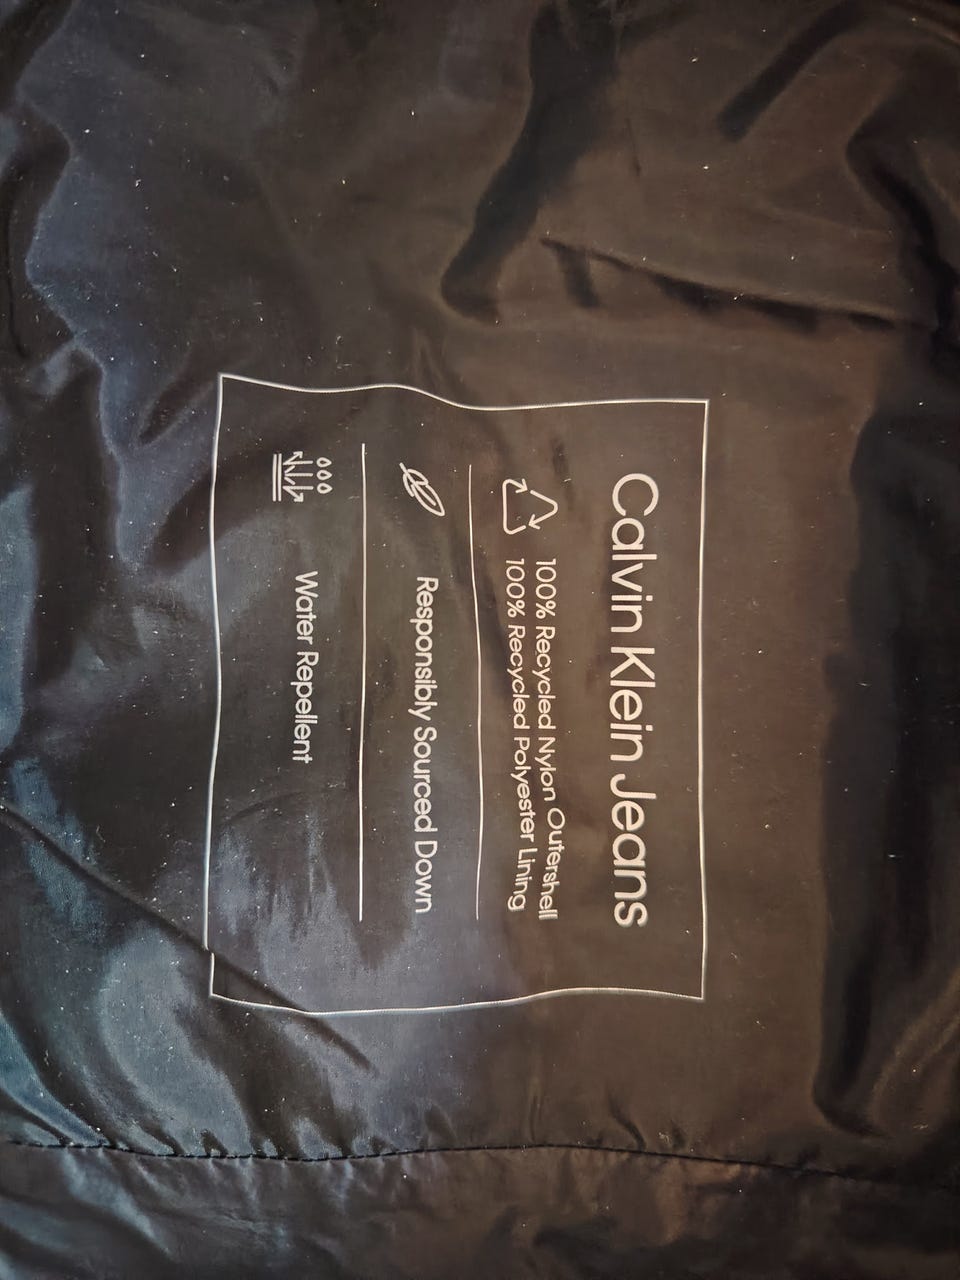 Calvin Klein Jeans
100% Recycled Nylon Outershell
100% Recycled Polyester Lining
Responsibly Sourced Down
Water Repellent